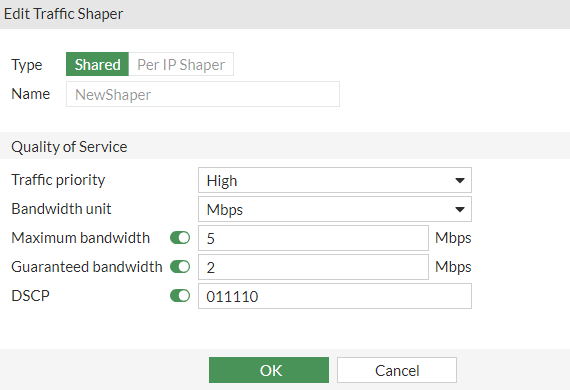 Edit Traffic Shaper
Type Shared Per IP Shaper
Name NewShaper
Quality of Service
Traffic priority High
Bandwidth unit Mbps
Maximum bandwidth 5 Mbps
Guaranteed bandwidth 2 Mbps
DSCP 011110
OK Cancel